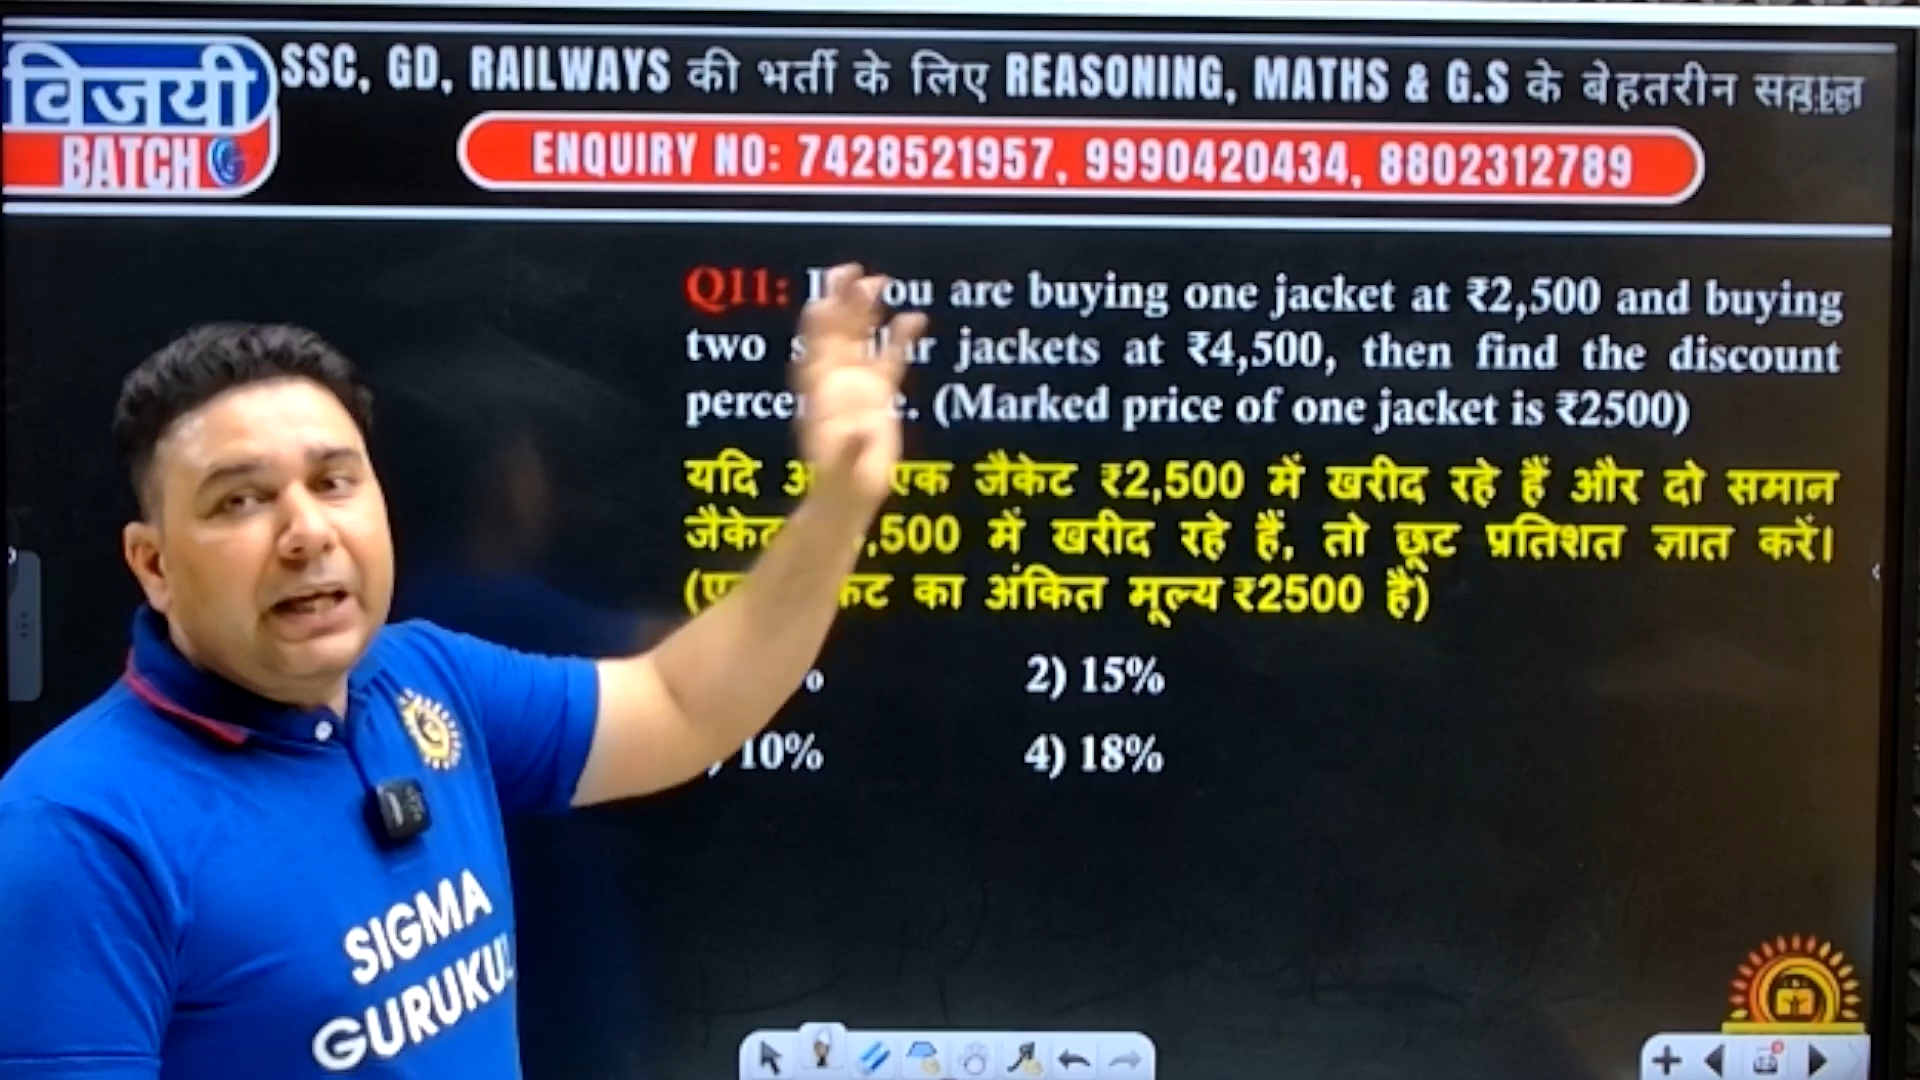 विजयी
BATCH
SSC, GD, RAILWAYS की भर्ती के लिए REASONING, MATHS & G.S के बेहतरीन सवाल
ENQUIRY NO: 7428521957, 9990420434, 8802312789
Q11: you are buying one jacket at ₹2,500 and buying
two jackets at ₹4,500, then find the discount
(Marked price of one jacket is ₹2500)
यदि एक जैकेट ₹2,500 में खरीद रहे हैं और दो समान
,500 में खरीद रहे हैं, तो छूट प्रतिशत ज्ञात करें।
का अंकित मूल्य ₹2500 है)
2) 15%
10%
4) 18%
SIGMA
GURUKUL